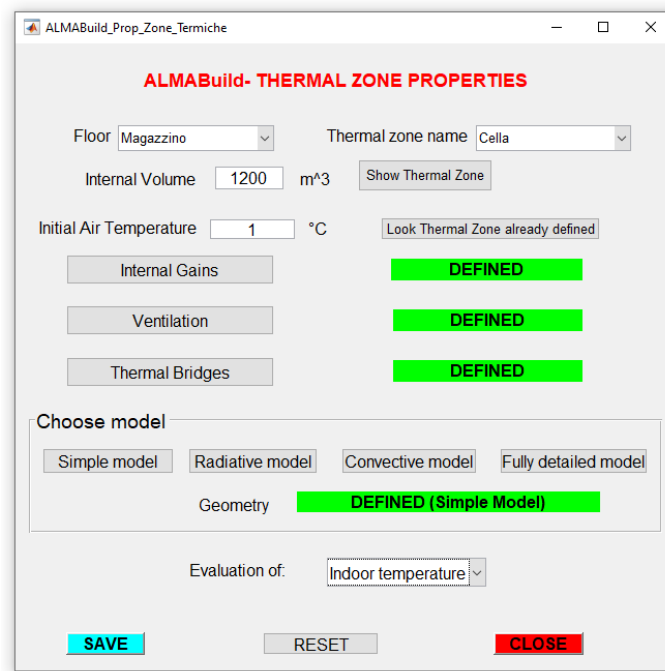 ALMABuild_Prop_Zone_Termiche
ALMABuild- THERMAL ZONE PROPERTIES
Floor Magazzino Thermal zone name Cella
Internal Volume 1200 m^3 Show Thermal Zone
Initial Air Temperature 1 °C Look Thermal Zone already defined
Internal Gains DEFINED
Ventilation DEFINED
Thermal Bridges DEFINED
Choose model
Simple model Radiative model Convective model Fully detailed model
Geometry DEFINED (Simple Model)
Evaluation of: Indoor temperature
SAVE RESET CLOSE